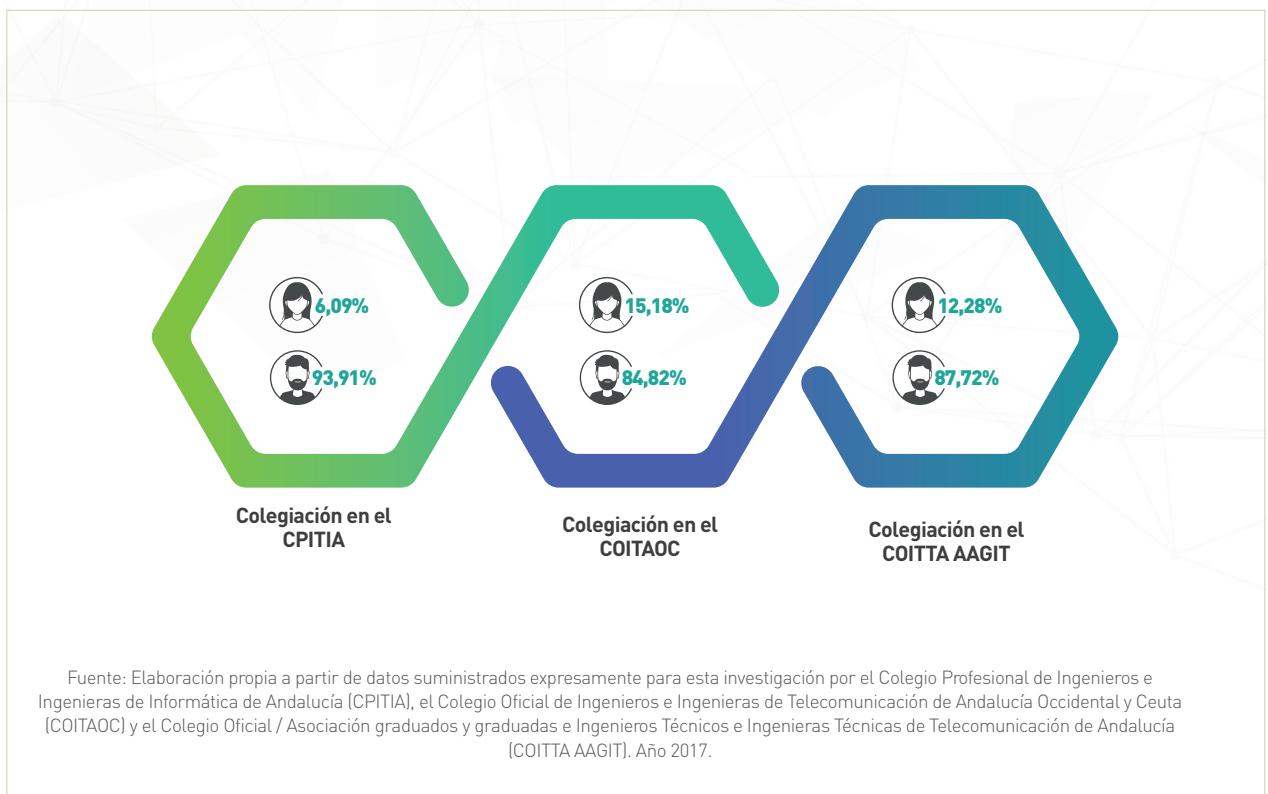 6,09%
93,91%
Colegiación en el
CPITIA
15,18%
84,82%
Colegiación en el
COITAOC
12,28%
87,72%
Colegiación en el
COITTA AAGIT
Fuente: Elaboración propia a partir de datos suministrados expresamente para esta investigación por el Colegio Profesional de Ingenieros e
Ingenieras de Informática de Andalucía (CPITIA), el Colegio Oficial de Ingenieros e Ingenieras de Telecomunicación de Andalucía Occidental y Ceuta
(COITAOC) y el Colegio Oficial / Asociación graduados y graduadas e Ingenieros Técnicos e Ingenieras Técnicas de Telecomunicación de Andalucía
(COITTA AAGIT). Año 2017.